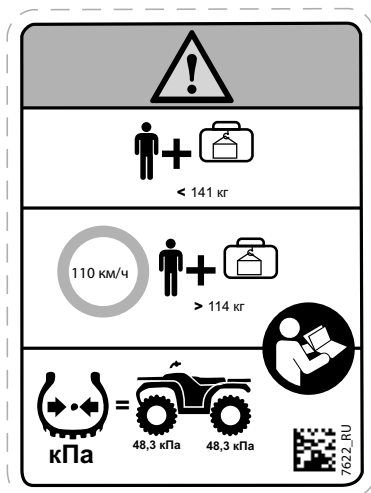 < 141 кг
110 км/ч
> 114 кг
кПа
=
48,3 кПа 48,3 кПа
7622_RU